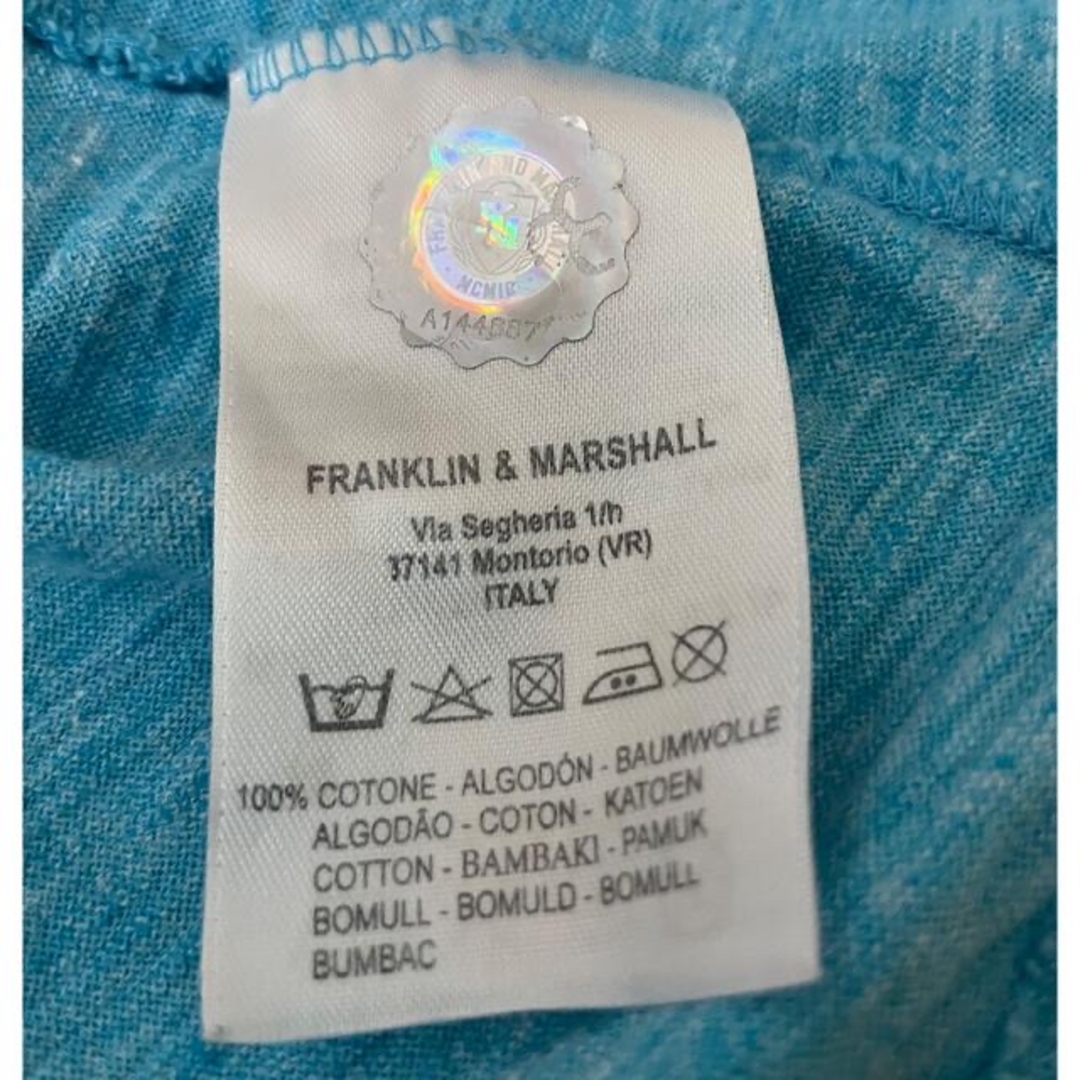 MCMIC
FRANKLIN & MARSHALL
Via Segheria 1/h
37141 Montorio (VR)
ITALY
100% COTONE - ALGODÓN - BAUMWOLLE
ALGODÃO - COTON - KATOEN
COTTON - BAMBAKI - PAMUK
BOMULL - BOMULD - BOMULL
BUMBAC